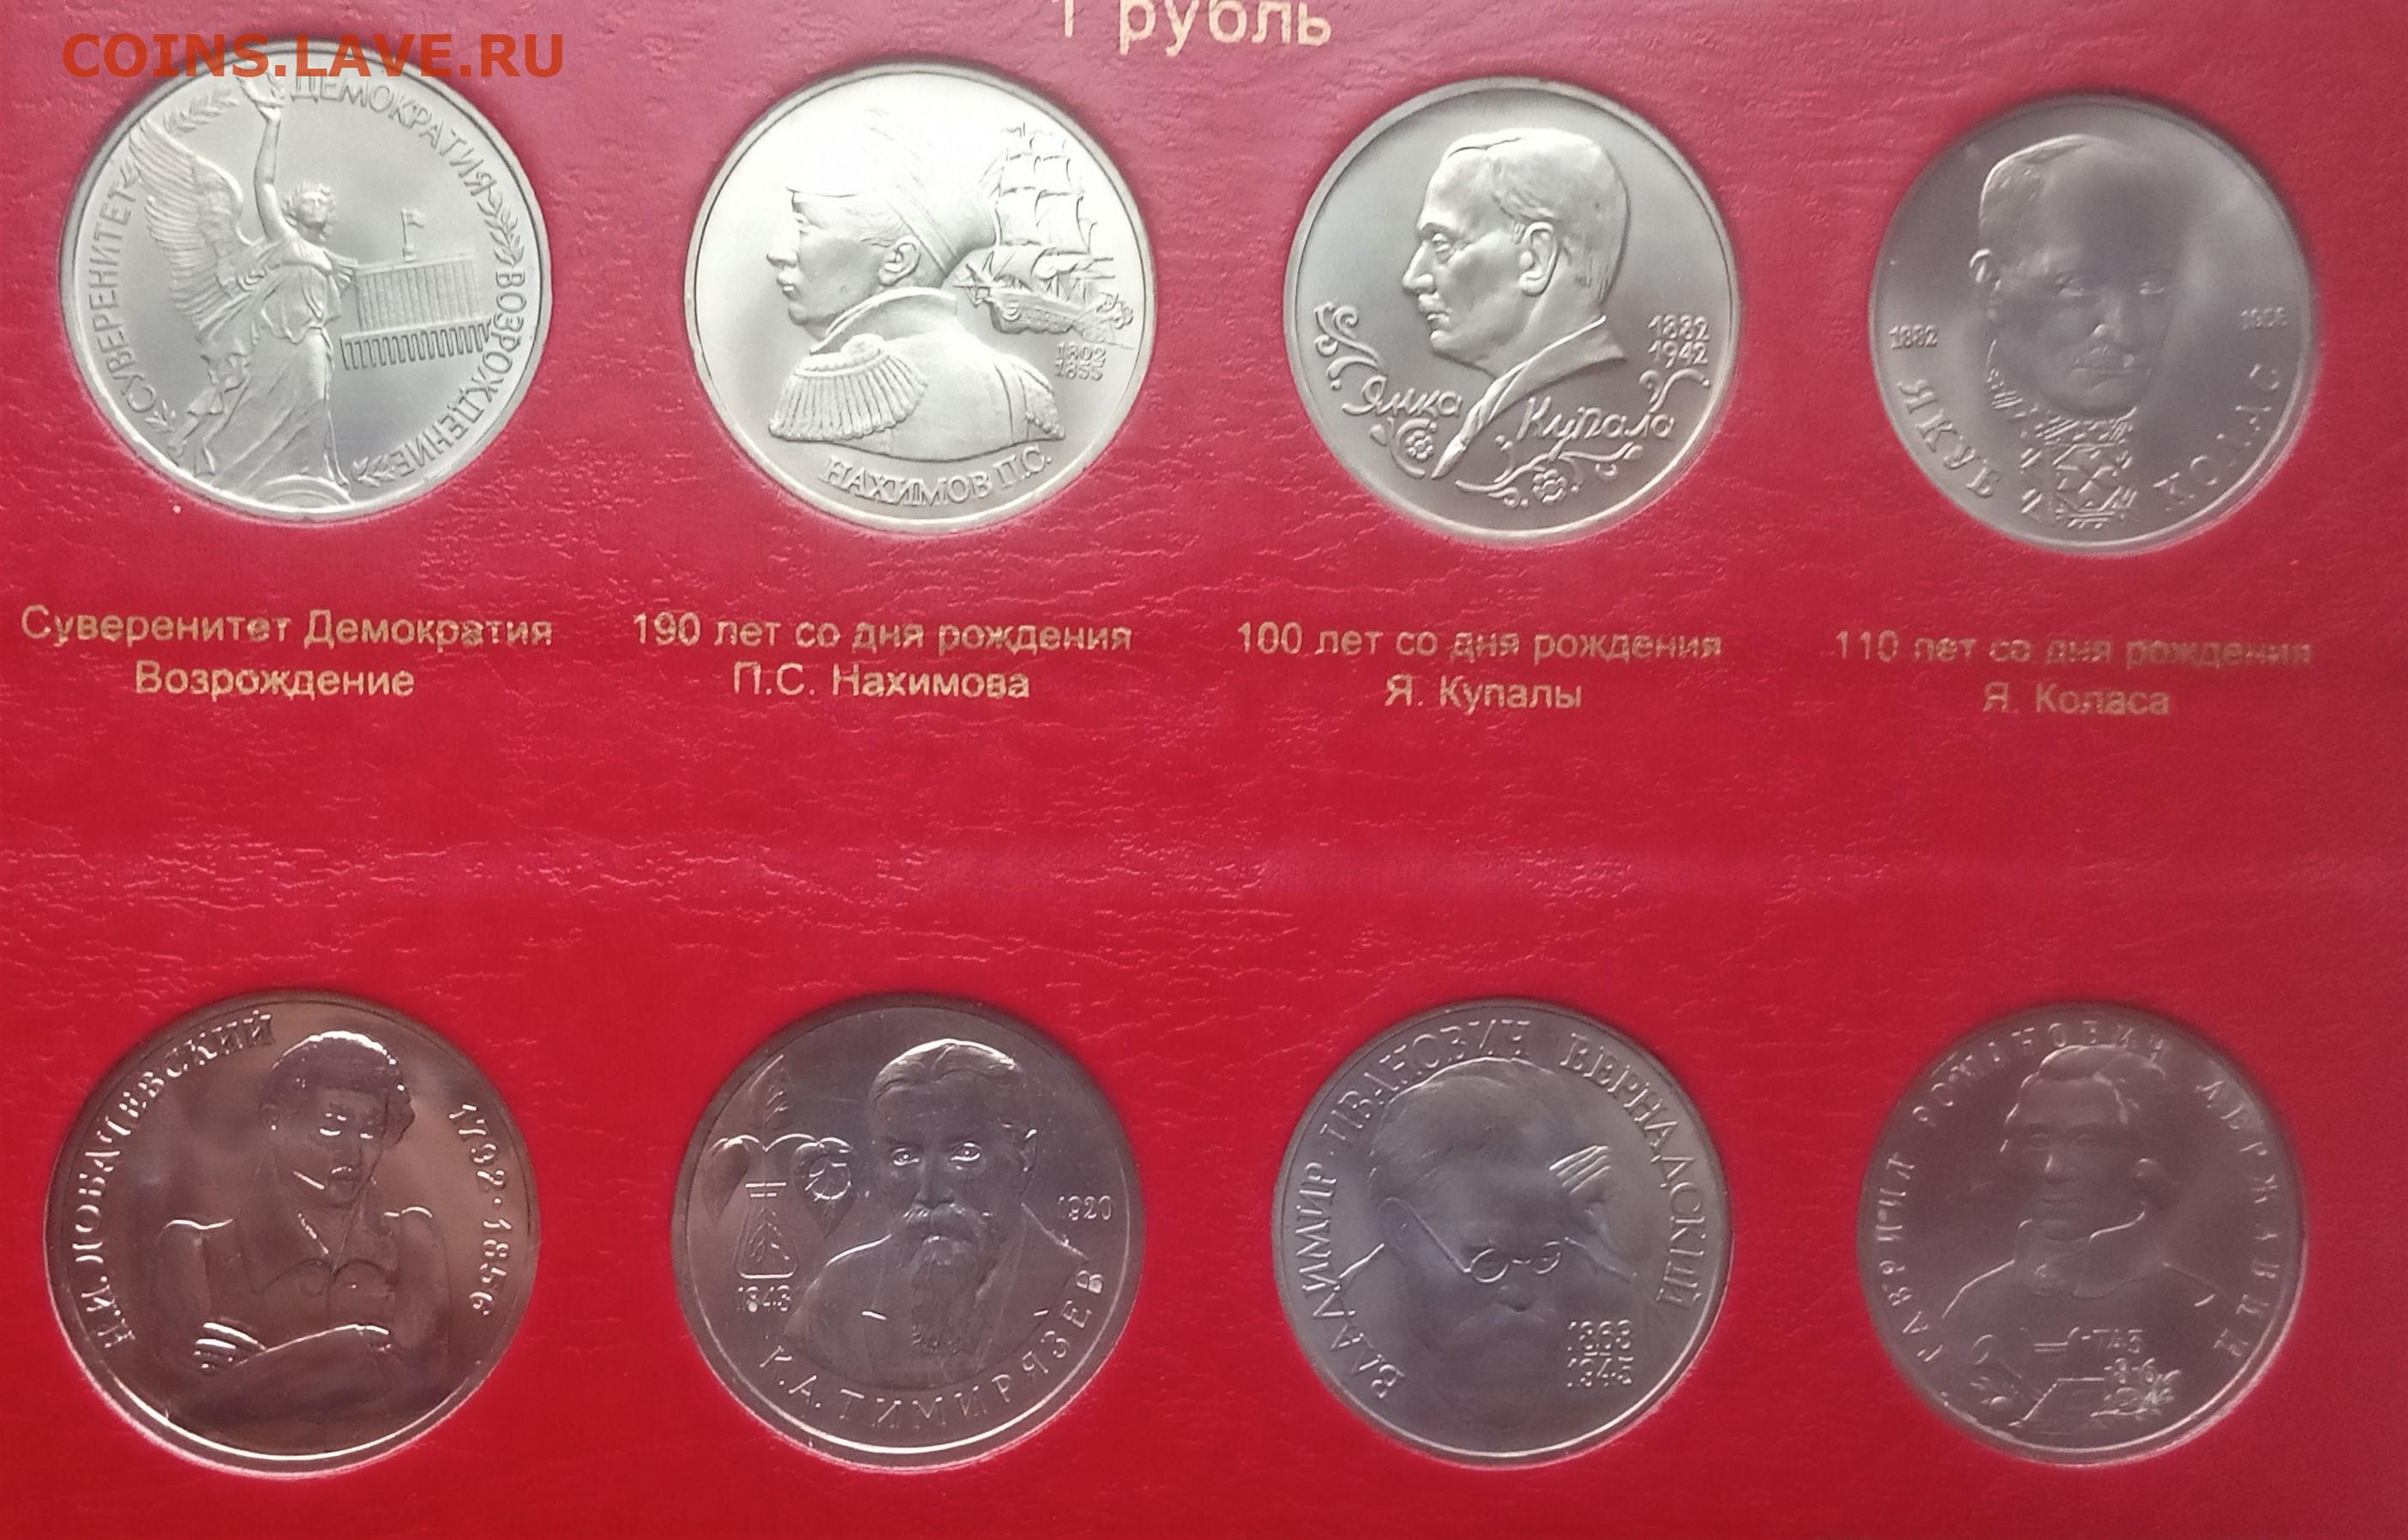 1 рубль
COINS.LAVE.RU
«СУВЕРЕНИТЕТ» ДЕМОКРАТИЯ «ВОЗРОЖДЕНИЕ»
1802
1855
НАХИМОВ П.С.
1882
1942
Янка Купала
1882
ЯКУБ КОЛАС
Суверенитет Демократия
Возрождение
190 лет со дня рождения
П.С. Нахимова
100 лет со дня рождения
Я. Купалы
110 лет со дня рождения
Я. Коласа
Н.И. ЛОБАЧЕВСКИЙ
1792·1856
1843
1920
К.А.ТИМИРЯЗЕВ
ВЛАДИМИР ИВАНОВИЧ ВЕРНАДСКИЙ
1863
1945
ГАВРИИЛ РОМАНОВИЧ ДЕРЖАВИН